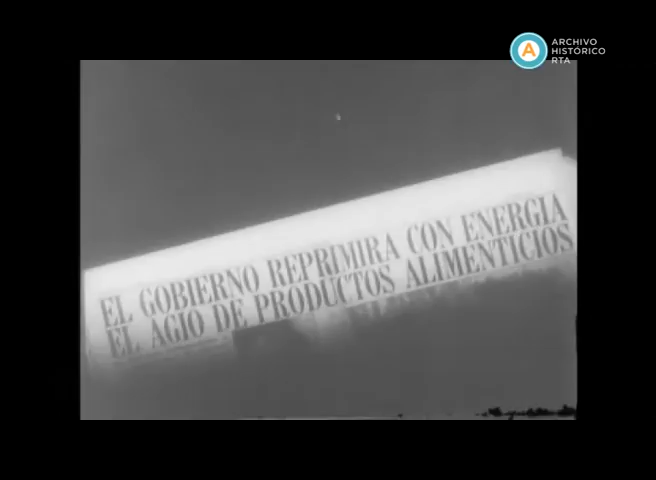 ARCHIVO
HISTÓRICO
RTA
EL GOBIERNO REPRIMIRA CON ENERGIA
EL AGIO DE PRODUCTOS ALIMENTICIOS